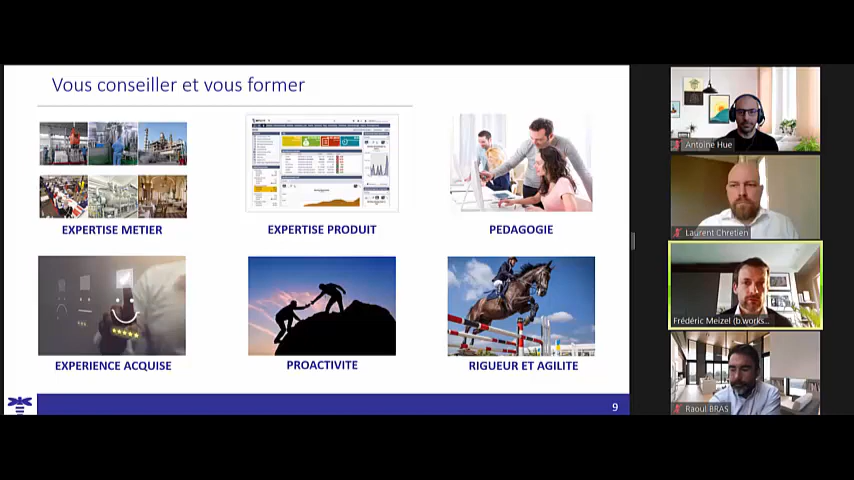 Vous conseiller et vous former
EXPERTISE METIER
EXPERTISE PRODUIT
PEDAGOGIE
EXPERIENCE ACQUISE
PROACTIVITE
RIGUEUR ET AGILITE
9
Antoine Hue
Laurent Chretien
Frédéric Meizel (b.works...
Raoul BRAS